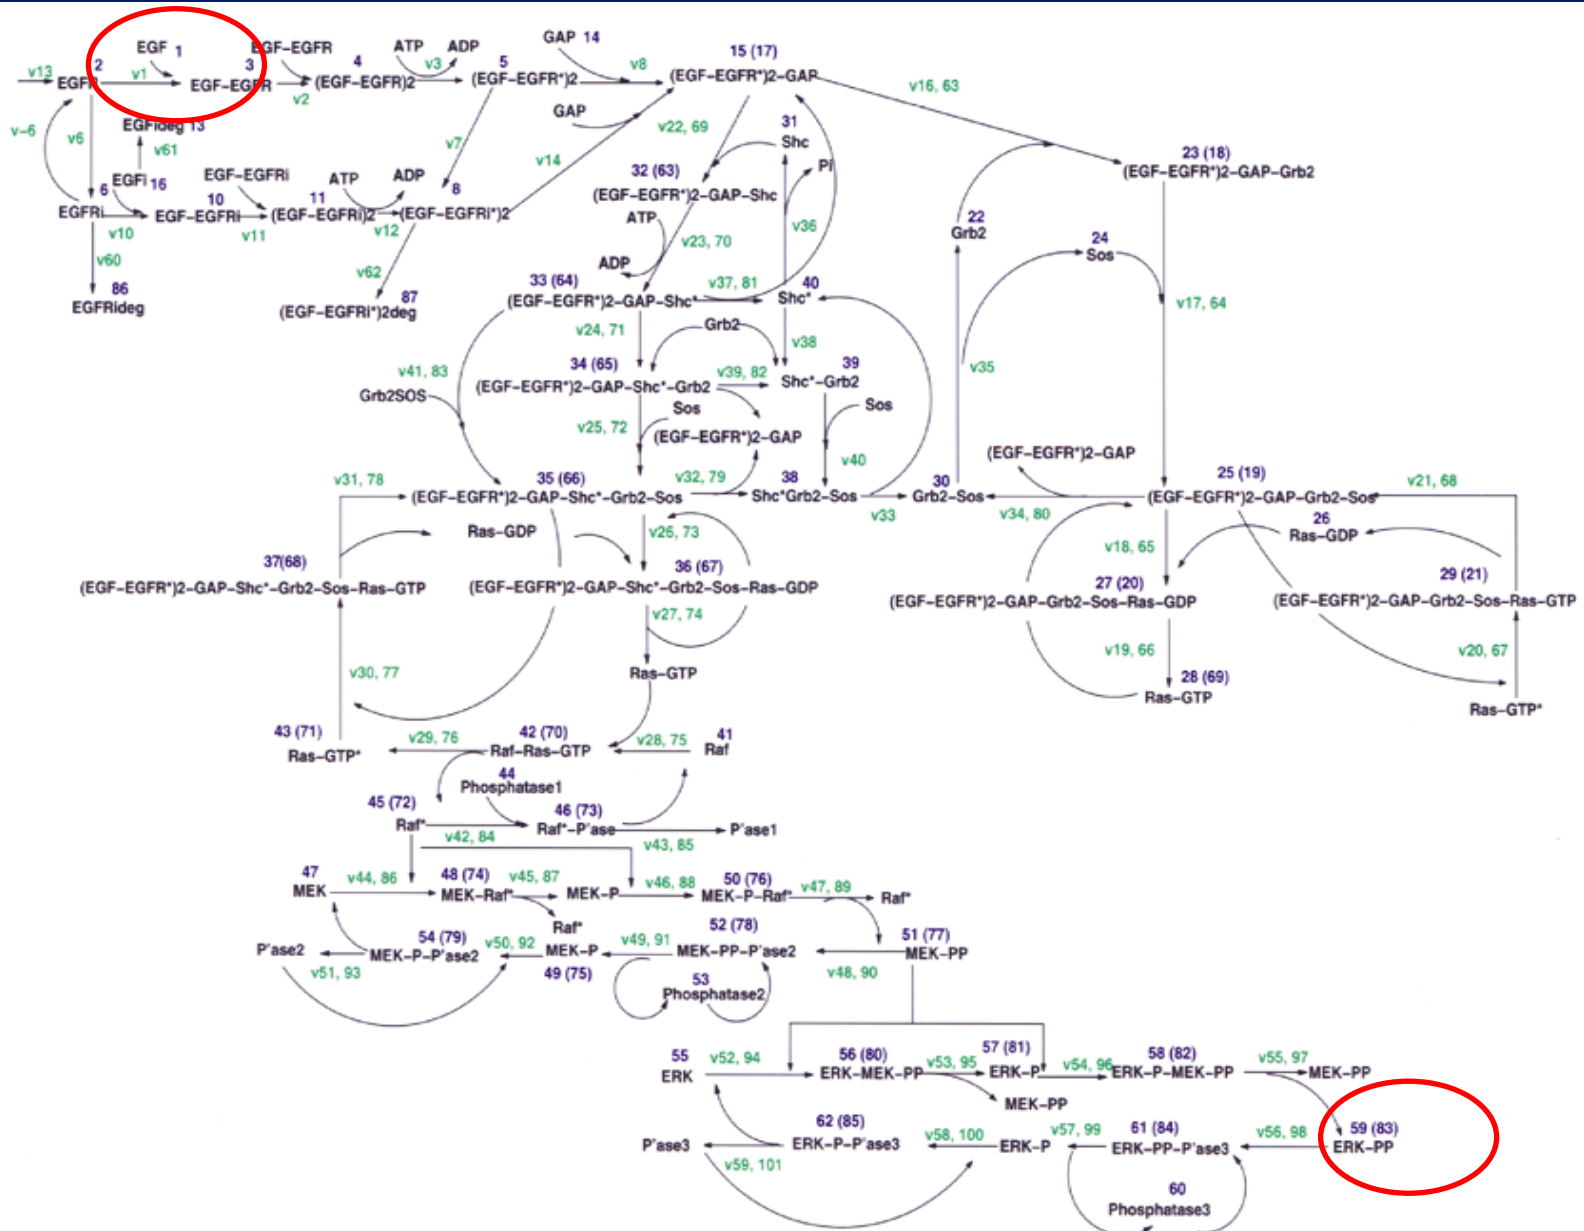 GAP 14
EGF 1
EGF-EGFR
ATP
ADP
v13
EGFR
2
v1
3
EGF-EGFR
v2
4
(EGF-EGFR)2
v3
5
(EGF-EGFR*)2
v8
15 (17)
(EGF-EGFR*)2-GAP
v16, 63
v-6
v6
EGFideg 13
v61
EGFi 16
v7
GAP
v14
v22, 69
31
Shc
Pi
23 (18)
(EGF-EGFR*)2-GAP-Grb2
6
EGFRi
v10
10
EGF-EGFRi
EGF-EGFRi
v11
11
(EGF-EGFRi)2
ATP
ADP
v12
8
(EGF-EGFRi*)2
32 (63)
(EGF-EGFR*)2-GAP-Shc
ATP
v23, 70
ADP
v36
22
Grb2
24
Sos
v60
86
EGFRideg
v62
87
(EGF-EGFRi*)2deg
33 (64)
(EGF-EGFR*)2-GAP-Shc*
v37, 81
40
Shc*
v17, 64
v24, 71
Grb2
v38
v35
v41, 83
Grb2SOS
34 (65)
(EGF-EGFR*)2-GAP-Shc*-Grb2
v39, 82
39
Shc*-Grb2
Sos
Sos
v25, 72
(EGF-EGFR*)2-GAP
v40
(EGF-EGFR*)2-GAP
v31, 78
35 (66)
(EGF-EGFR*)2-GAP-Shc*-Grb2-Sos
v32, 79
38
Shc*Grb2-Sos
v33
30
Grb2-Sos
v34, 80
25 (19)
(EGF-EGFR*)2-GAP-Grb2-Sos
v21, 68
Ras-GDP
v26, 73
v18, 65
26
Ras-GDP
37(68)
(EGF-EGFR*)2-GAP-Shc*-Grb2-Sos-Ras-GTP
36 (67)
(EGF-EGFR*)2-GAP-Shc*-Grb2-Sos-Ras-GDP
27 (20)
(EGF-EGFR*)2-GAP-Grb2-Sos-Ras-GDP
29 (21)
(EGF-EGFR*)2-GAP-Grb2-Sos-Ras-GTP
v27, 74
v19, 66
v20, 67
v30, 77
Ras-GTP
28 (69)
Ras-GTP
Ras-GTP*
43 (71)
Ras-GTP*
v29, 76
42 (70)
Raf-Ras-GTP
v28, 75
41
Raf
44
Phosphatase1
45 (72)
Raf*
v42, 84
46 (73)
Raf*-P'ase
v43, 85
P'ase1
47
MEK
v44, 86
48 (74)
MEK-Raf*
v45, 87
MEK-P
v46, 88
50 (76)
MEK-P-Raf*
v47, 89
Raf*
Raf*
P'ase2
v51, 93
54 (79)
MEK-P-P'ase2
v50, 92
MEK-P
49 (75)
v49, 91
52 (78)
MEK-PP-P'ase2
v48, 90
51 (77)
MEK-PP
53
Phosphatase2
55
ERK
v52, 94
56 (80)
ERK-MEK-PP
v53, 95
57 (81)
ERK-P
v54, 96
58 (82)
ERK-P-MEK-PP
v55, 97
MEK-PP
MEK-PP
P'ase3
v59, 101
62 (85)
ERK-P-P'ase3
v58, 100
ERK-P
v57, 99
61 (84)
ERK-PP-P'ase3
v56, 98
59 (83)
ERK-PP
60
Phosphatase3